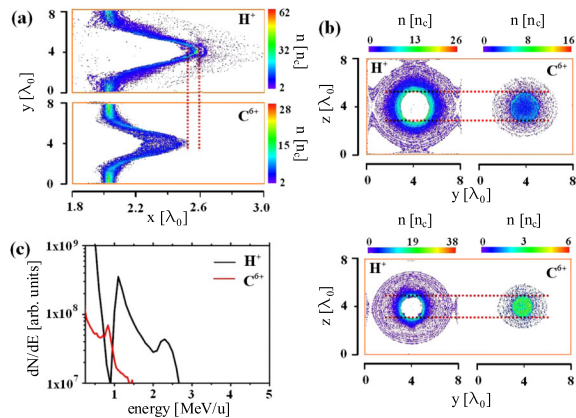 (a)
H+
y [λ0]
8
4
0
62
32
2
n [nc]
C6+
8
4
0
28
15
2
n [nc]
1.8
2.2
2.6
3.0
x [λ0]
(b)
n [nc]
n [nc]
0 13 26
0 8 16
H+
C6+
z [λ0]
8
4
0
0 4 8
0 4 8
y [λ0]
(c)
dN/dE [arb. units]
1x10^9
1x10^8
1x10^7
H+
C6+
0 1 2 3 4 5
energy [MeV/u]
n [nc]
n [nc]
0 19 38
0 3 6
H+
C6+
z [λ0]
8
4
0
0 4 8
0 4 8
y [λ0]